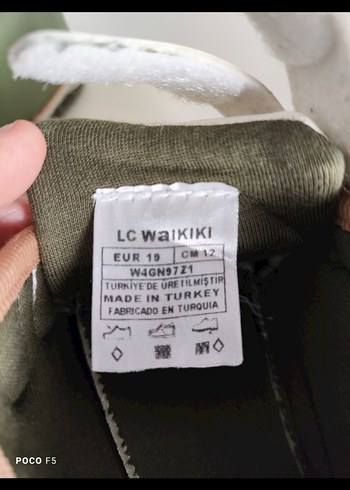 LC WaIKIKI
EUR 19 CM 12
W4GN97Z1
TÜRKİYE'DE ÜRETİLMİŞTİR
MADE IN TURKEY
FABRICADO EN TURQUIA
POCO F5